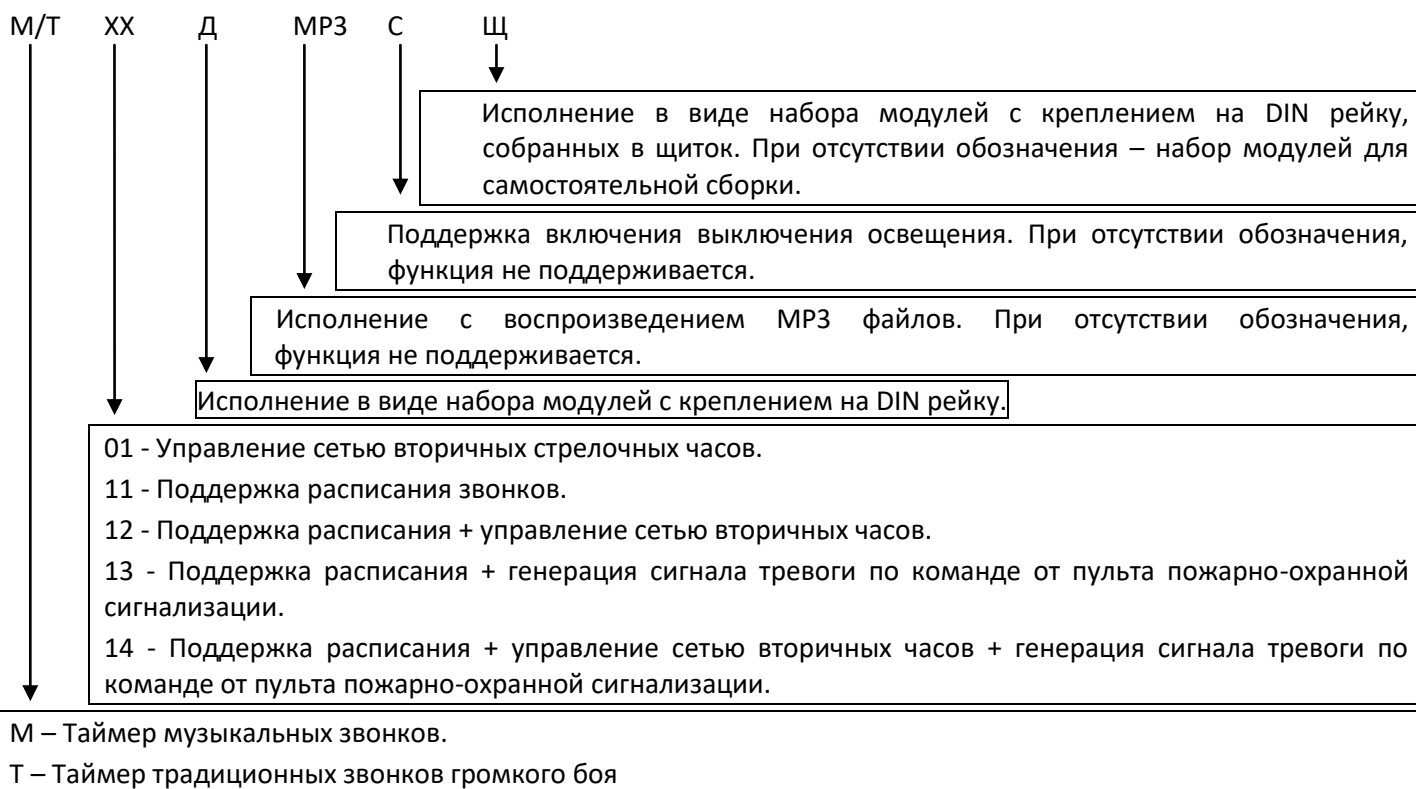 М/Т ХХ Д МР3 С Щ
Исполнение в виде набора модулей с креплением на DIN рейку,
собранных в щиток. При отсутствии обозначения – набор модулей для
самостоятельной сборки.
Поддержка включения выключения освещения. При отсутствии обозначения,
функция не поддерживается.
Исполнение с воспроизведением МР3 файлов. При отсутствии обозначения,
функция не поддерживается.
Исполнение в виде набора модулей с креплением на DIN рейку.
01 - Управление сетью вторичных стрелочных часов.
11 - Поддержка расписания звонков.
12 - Поддержка расписания + управление сетью вторичных часов.
13 - Поддержка расписания + генерация сигнала тревоги по команде от пульта пожарно-охранной
сигнализации.
14 - Поддержка расписания + управление сетью вторичных часов + генерация сигнала тревоги по
команде от пульта пожарно-охранной сигнализации.
М – Таймер музыкальных звонков.
Т – Таймер традиционных звонков громкого боя